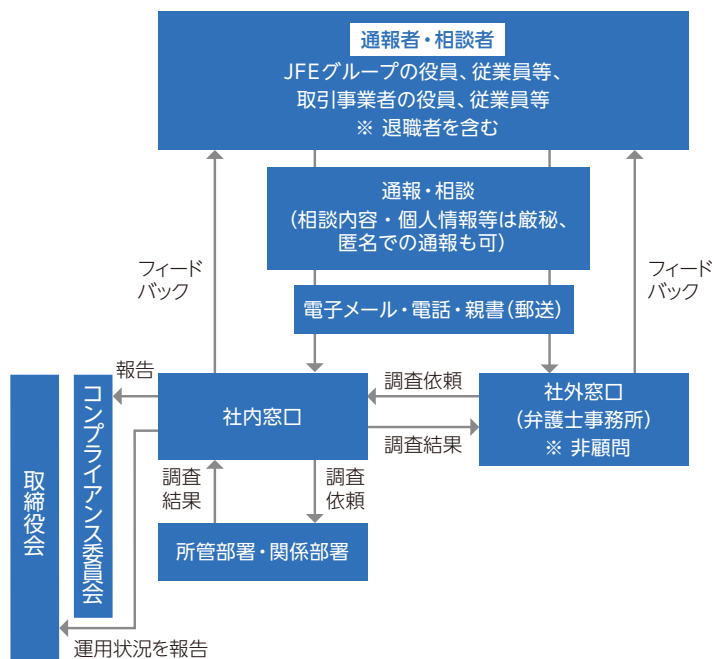 通報者・相談者
JFEグループの役員、従業員等、
取引事業者の役員、従業員等
※ 退職者を含む
通報・相談
(相談内容・個人情報等は厳秘、
匿名での通報も可)
フィード
バック
フィード
バック
電子メール・電話・親書(郵送)
報告
社内窓口
調査依頼
調査結果
社外窓口
(弁護士事務所)
※ 非顧問
取締役会
コンプライアンス委員会
調査
結果
調査
依頼
所管部署・関係部署
運用状況を報告